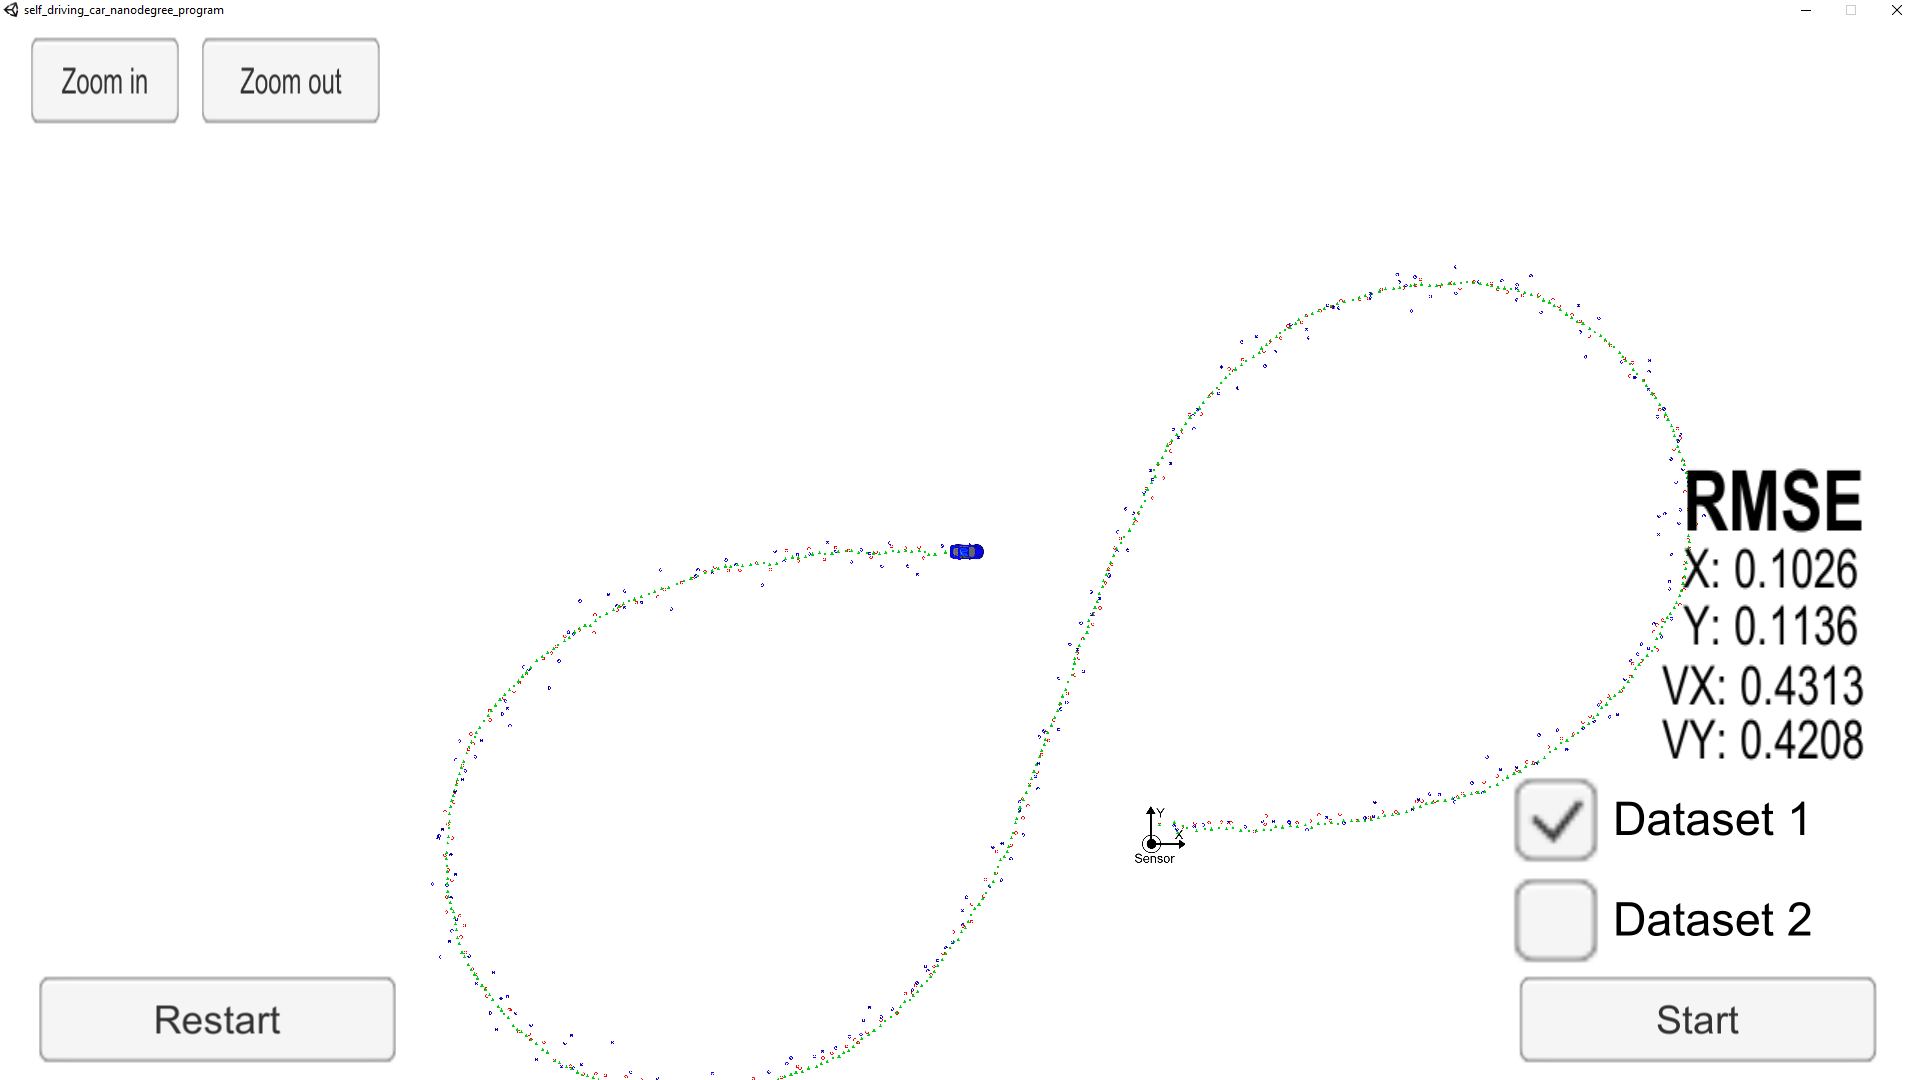 self_driving_car_nanodegree_program
Zoom in
Zoom out
RMSE
X: 0.1026
Y: 0.1136
VX: 0.4313
VY: 0.4208
Y
X
Sensor
Dataset 1
Dataset 2
Restart
Start